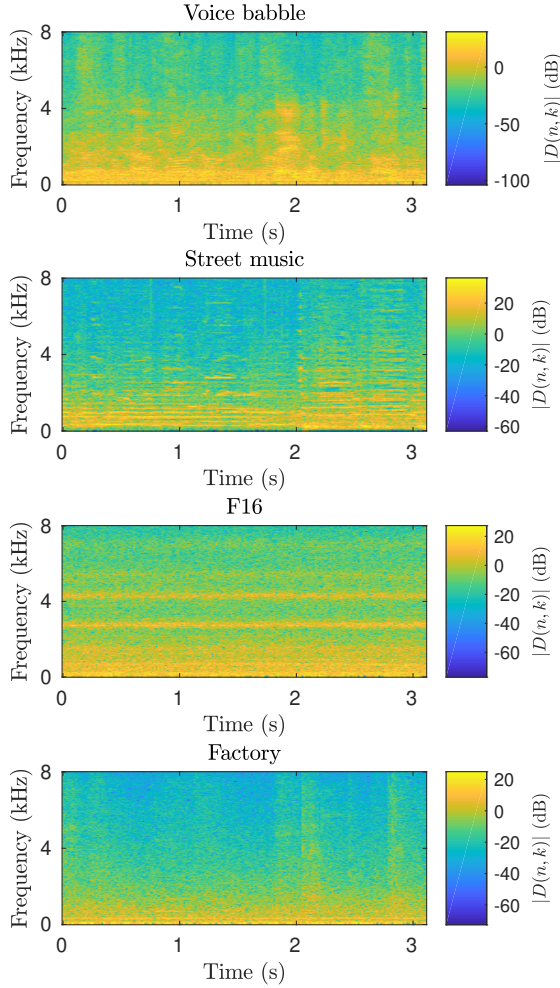 Voice babble
8
4
0
Frequency (kHz)
0 1 2 3
Time (s)
0
-50
-100
|D(n, k)| (dB)
Street music
8
4
0
Frequency (kHz)
0 1 2 3
Time (s)
20
0
-20
-40
-60
|D(n, k)| (dB)
F16
8
4
0
Frequency (kHz)
0 1 2 3
Time (s)
20
0
-20
-40
-60
|D(n, k)| (dB)
Factory
8
4
0
Frequency (kHz)
0 1 2 3
Time (s)
20
0
-20
-40
-60
|D(n, k)| (dB)